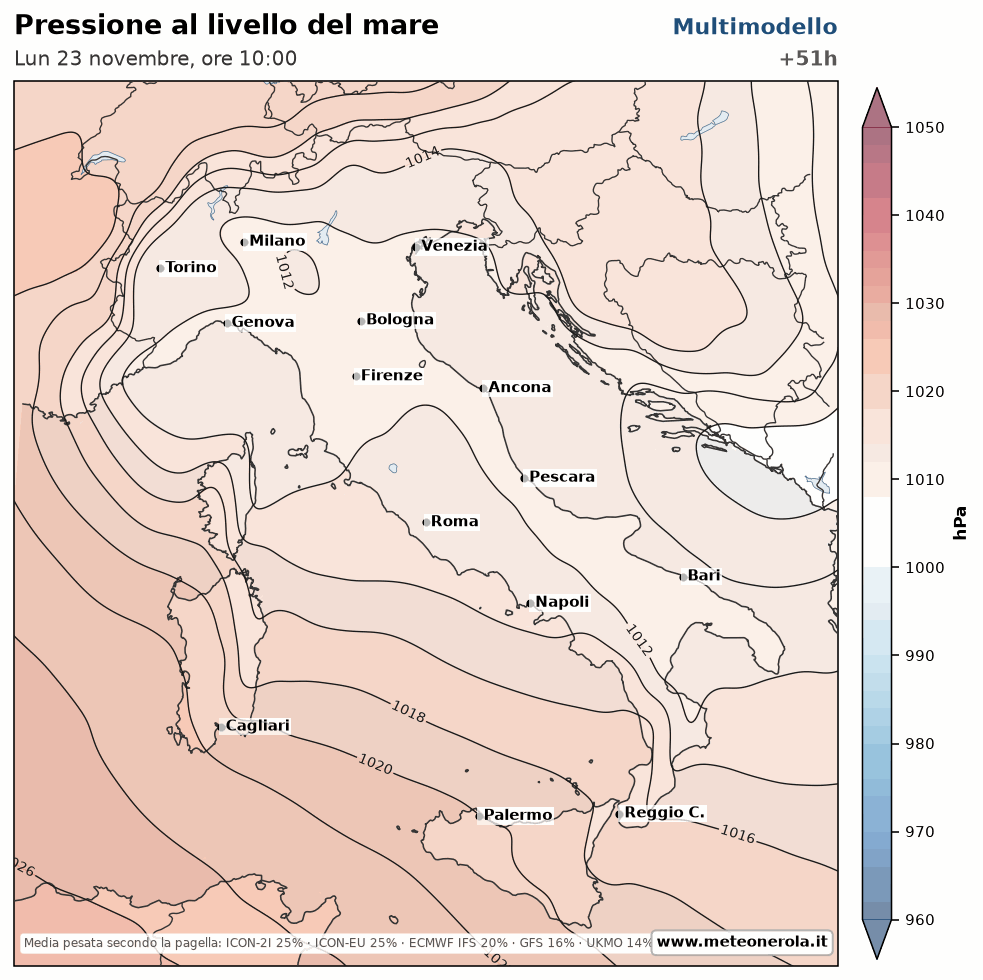 Pressione al livello del mare
Multimodello
Lun 23 novembre, ore 10:00
+51h
1014
Milano
Venezia
Torino
1012
Genova
Bologna
Firenze
Ancona
Pescara
Roma
Bari
Napoli
1012
1018
Cagliari
1020
Palermo
Reggio C.
1016
026
Media pesata secondo la pagella: ICON-2I 25% · ICON-EU 25% · ECMWF IFS 20% · GFS 16% · UKMO 14%
www.meteonerola.it
102
1050
1040
1030
1020
1010
1000
990
980
970
960
hPa